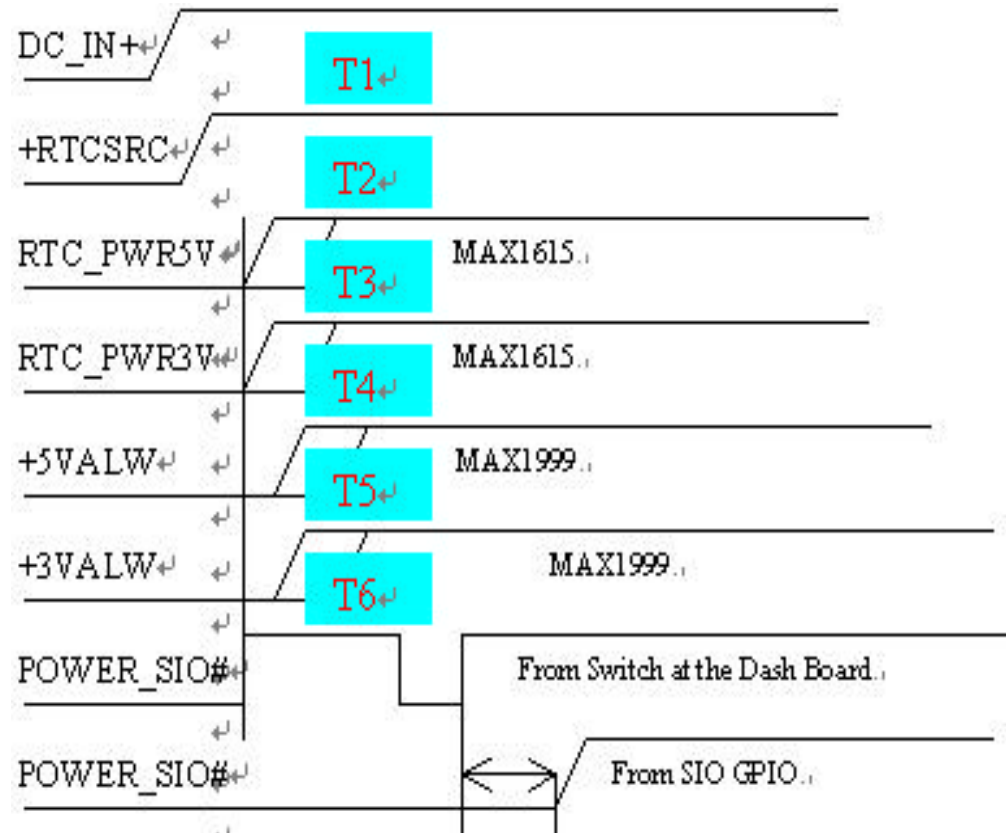 DC_IN+
T1
+RTCSRC
T2
RTC_PWR5V MAX1615
T3
RTC_PWR3V MAX1615
T4
+5VALW MAX1999
T5
+3VALW MAX1999
T6
POWER_SIO# From Switch at the Dash Board
POWER_SIO# From SIO GPIO